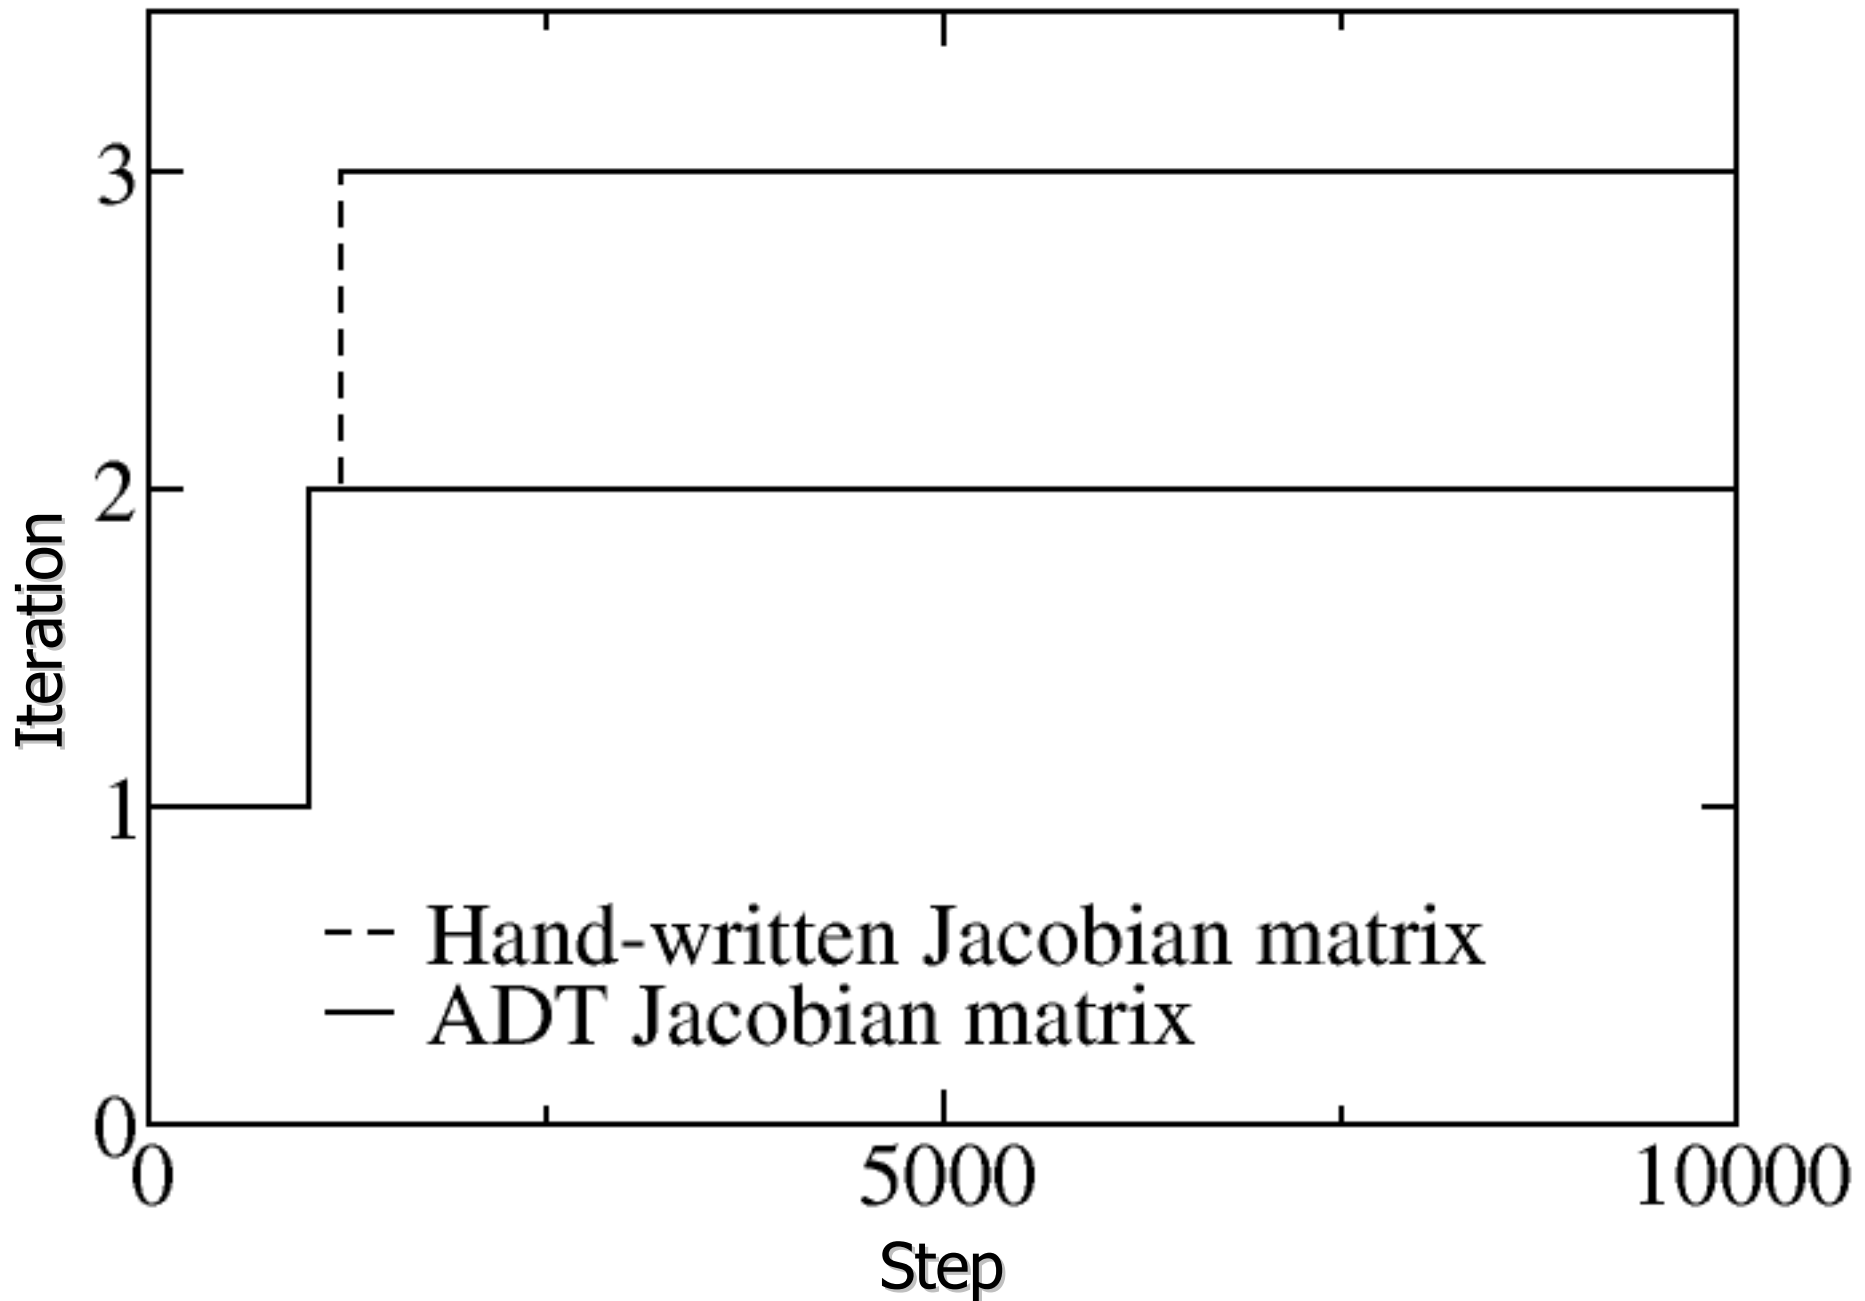 3
2
1
0
Iteration
Hand-written Jacobian matrix
ADT Jacobian matrix
0 5000 10000
Step